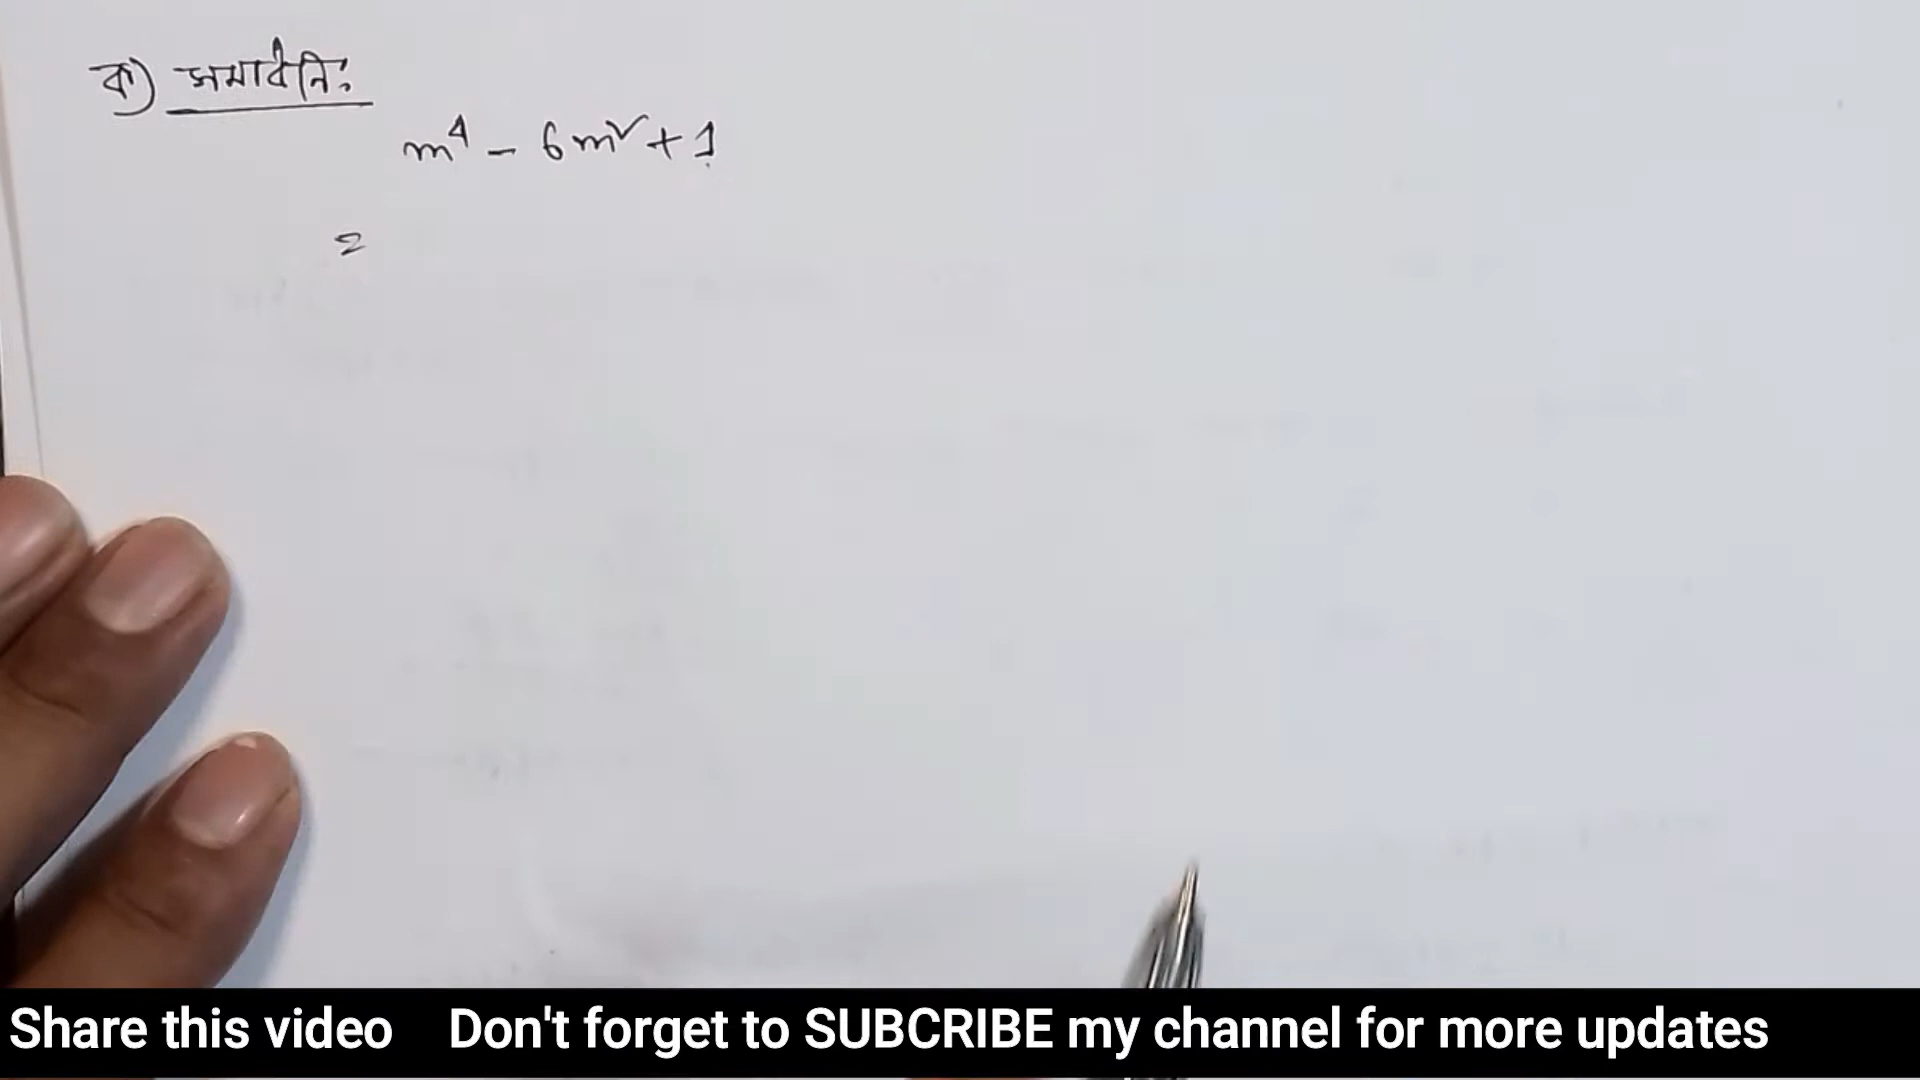 ক) সমাধানঃ
m⁴ - 6m² + 1
=
Share this video Don't forget to SUBCRIBE my channel for more updates